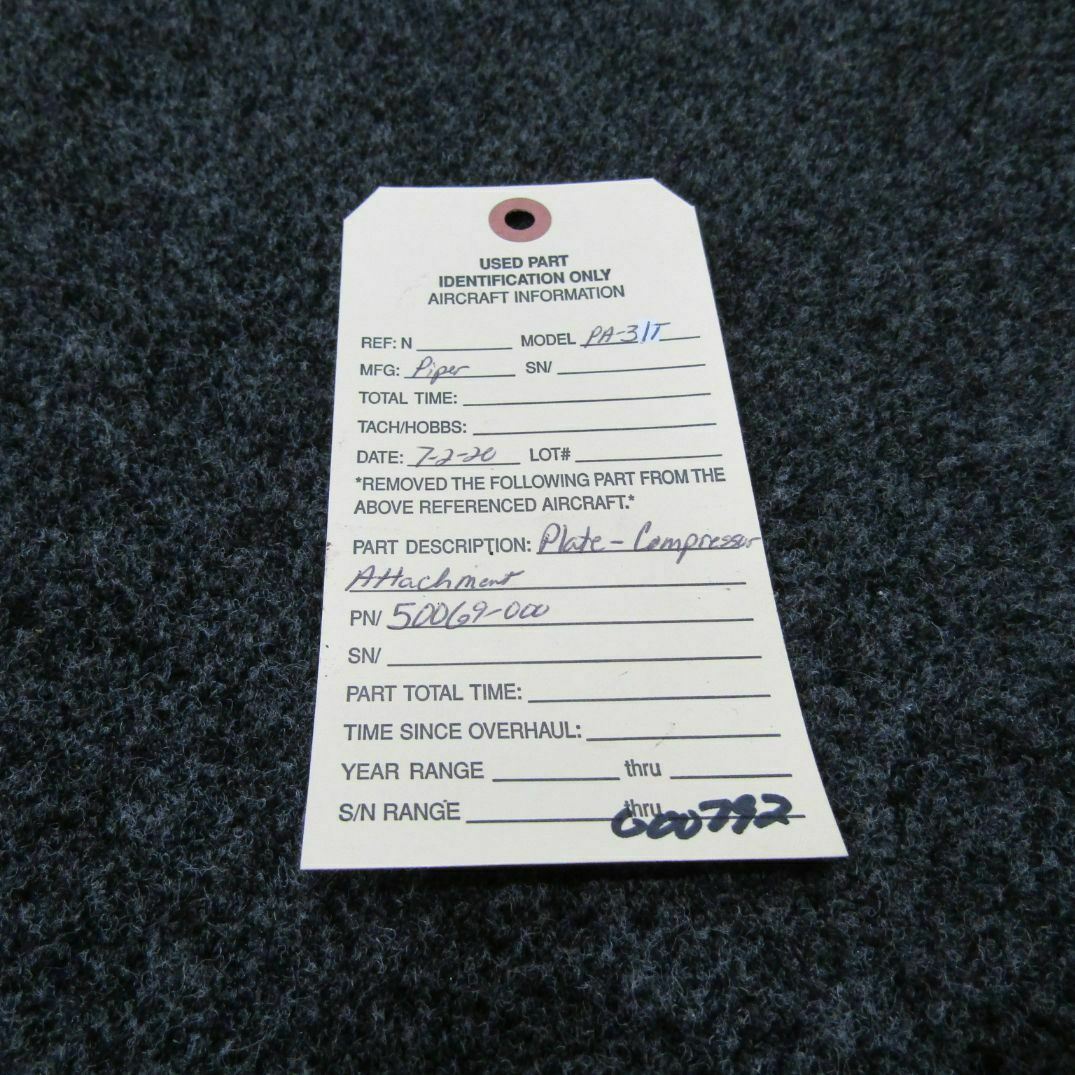 USED PART
IDENTIFICATION ONLY
AIRCRAFT INFORMATION
REF: N MODEL PA-31T
MFG: Piper SN/
TOTAL TIME:
TACH/HOBBS:
DATE: 7-2-20 LOT#
*REMOVED THE FOLLOWING PART FROM THE
ABOVE REFERENCED AIRCRAFT.*
PART DESCRIPTION: Plate - Compressor
Attachment
PN/ 50069-000
SN/
PART TOTAL TIME:
TIME SINCE OVERHAUL:
YEAR RANGE thru
S/N RANGE thru
G00792